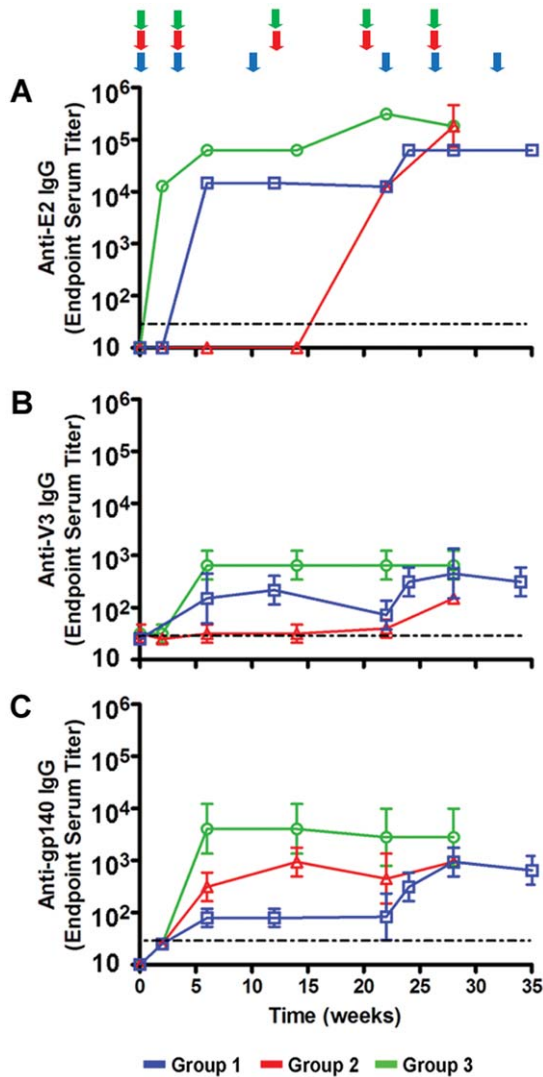 A
Anti-E2 IgG
(Endpoint Serum Titer)
10⁶
10⁵
10⁴
10³
10²
10
B
Anti-V3 IgG
(Endpoint Serum Titer)
10⁶
10⁵
10⁴
10³
10²
10
C
Anti-gp140 IgG
(Endpoint Serum Titer)
10⁶
10⁵
10⁴
10³
10²
10
0 5 10 15 20 25 30 35
Time (weeks)
Group 1 Group 2 Group 3